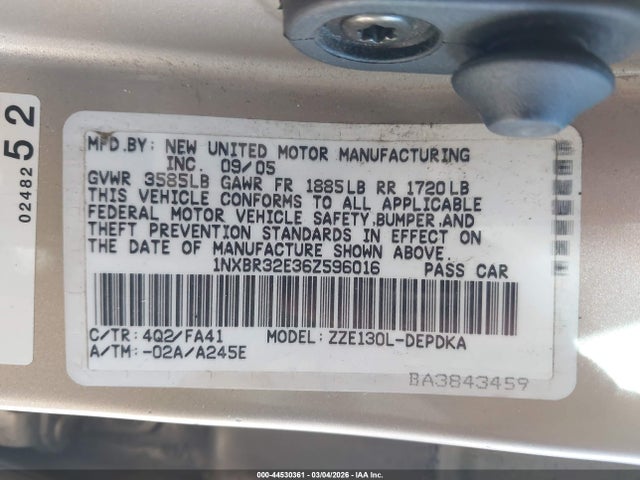 52
02482
MFD.BY: NEW UNITED MOTOR MANUFACTURING
INC. 09/05
GVWR 3585LB GAWR FR 1885LB RR 1720LB
THIS VEHICLE CONFORMS TO ALL APPLICABLE
FEDERAL MOTOR VEHICLE SAFETY,BUMPER,AND
THEFT PREVENTION STANDARDS IN EFFECT ON
THE DATE OF MANUFACTURE SHOWN ABOVE.
1NXBR32E36Z596016 PASS CAR
C/TR: 4Q2/FA41 MODEL: ZZE130L-DEPDKA
A/TM: -02A/A245E
BA3843459
000-44530361 - 03/04/2026 - IAA Inc.